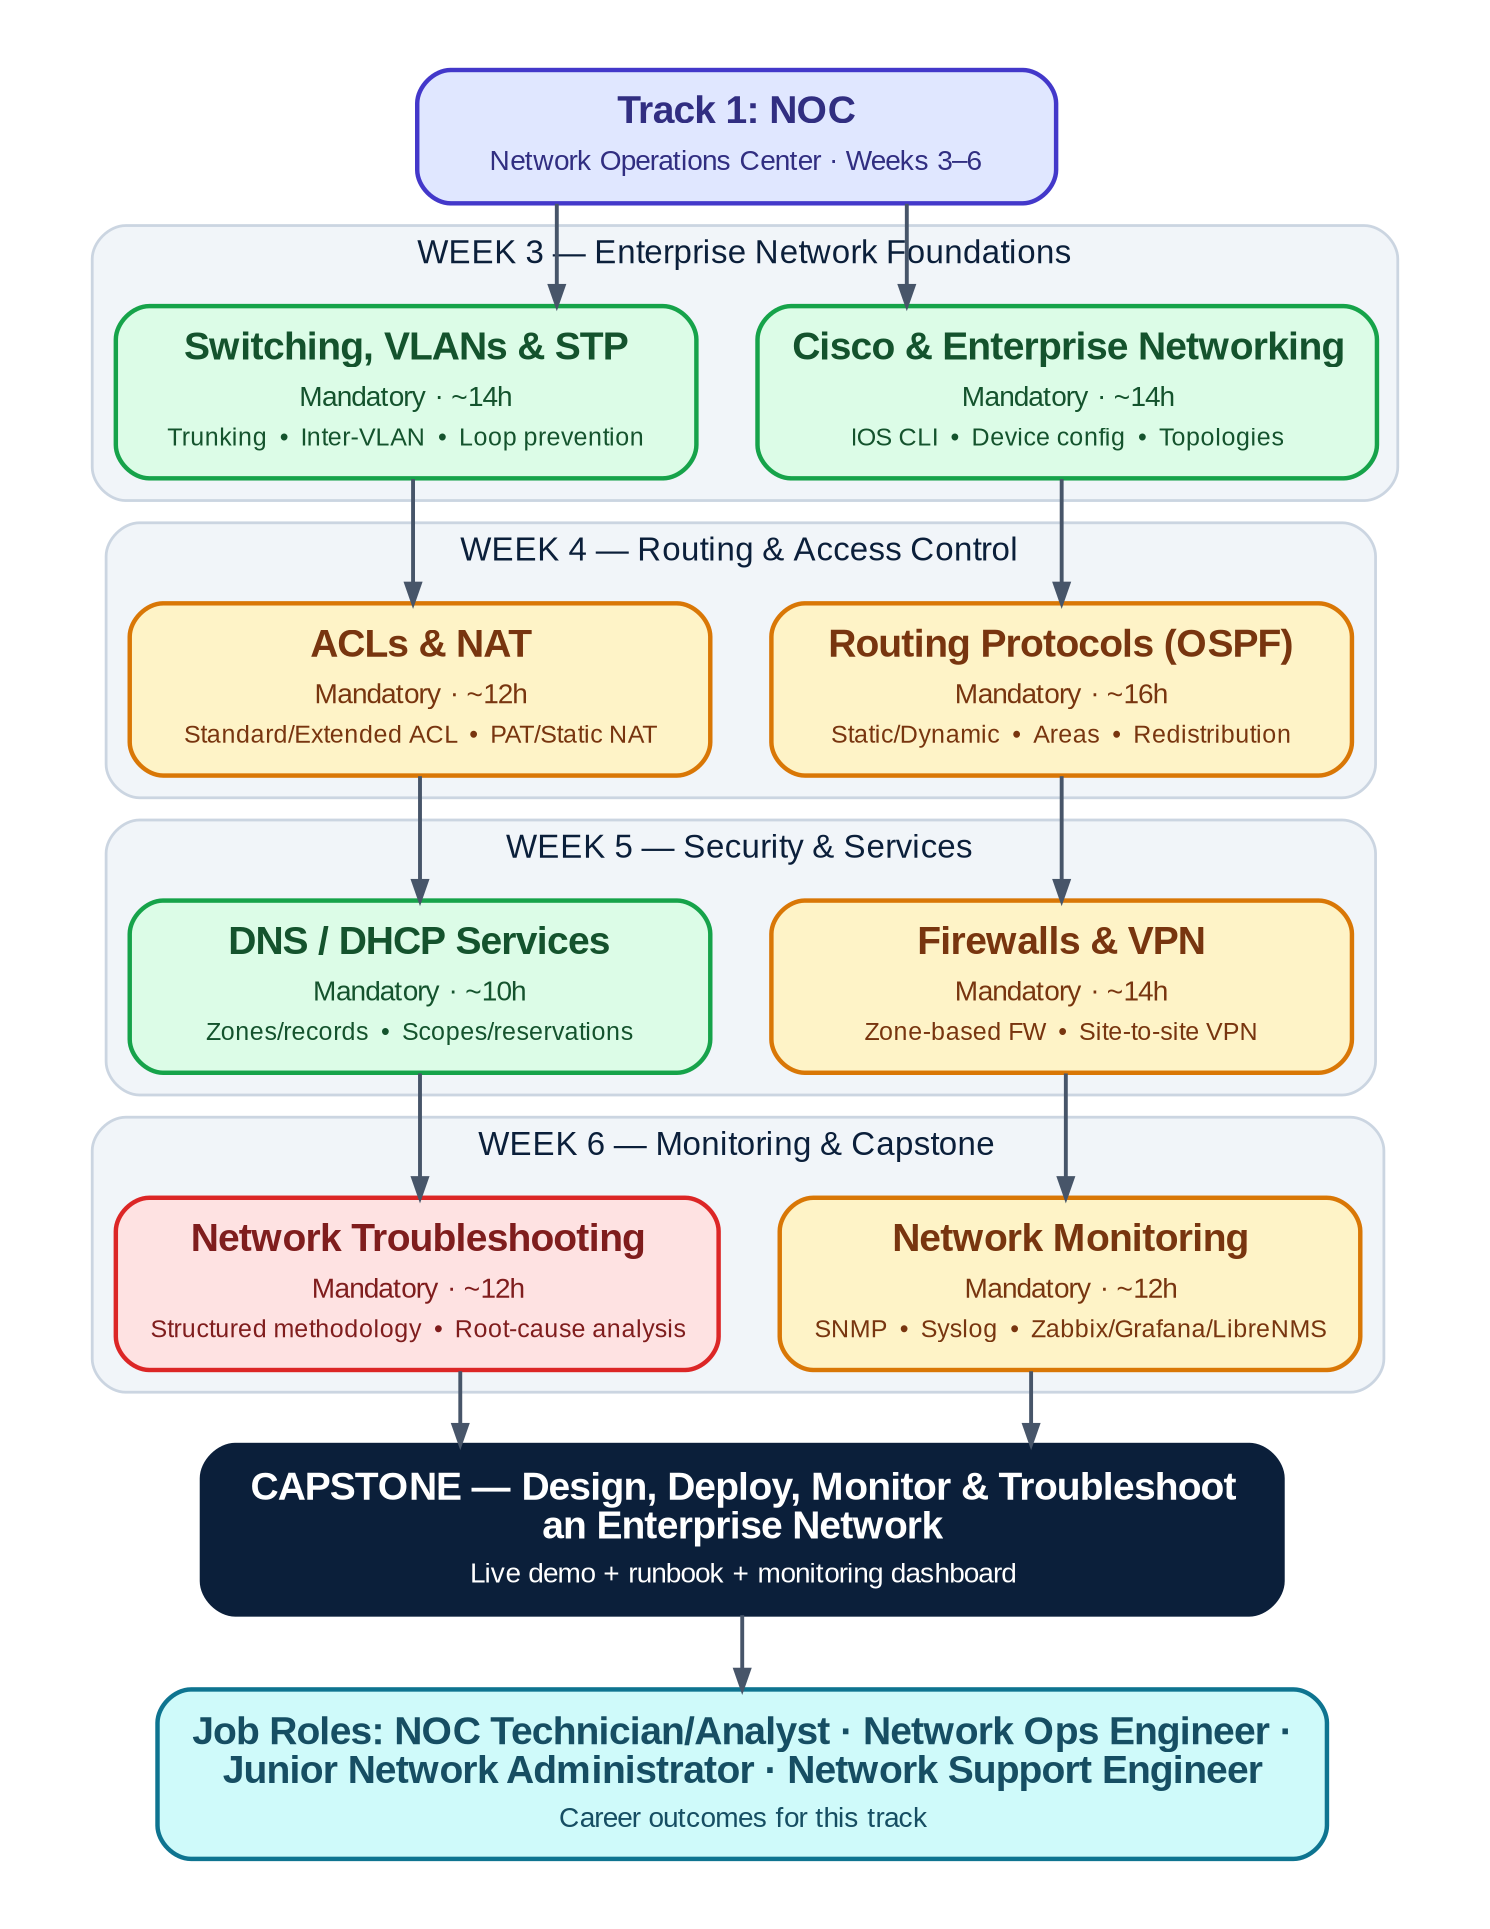 Track 1: NOC
Network Operations Center · Weeks 3–6
WEEK 3 — Enterprise Network Foundations
Switching, VLANs & STP
Mandatory · ~14h
Trunking • Inter-VLAN • Loop prevention
Cisco & Enterprise Networking
Mandatory · ~14h
IOS CLI • Device config • Topologies
WEEK 4 — Routing & Access Control
ACLs & NAT
Mandatory · ~12h
Standard/Extended ACL • PAT/Static NAT
Routing Protocols (OSPF)
Mandatory · ~16h
Static/Dynamic • Areas • Redistribution
WEEK 5 — Security & Services
DNS / DHCP Services
Mandatory · ~10h
Zones/records • Scopes/reservations
Firewalls & VPN
Mandatory · ~14h
Zone-based FW • Site-to-site VPN
WEEK 6 — Monitoring & Capstone
Network Troubleshooting
Mandatory · ~12h
Structured methodology • Root-cause analysis
Network Monitoring
Mandatory · ~12h
SNMP • Syslog • Zabbix/Grafana/LibreNMS
CAPSTONE — Design, Deploy, Monitor & Troubleshoot
an Enterprise Network
Live demo + runbook + monitoring dashboard
Job Roles: NOC Technician/Analyst · Network Ops Engineer ·
Junior Network Administrator · Network Support Engineer
Career outcomes for this track